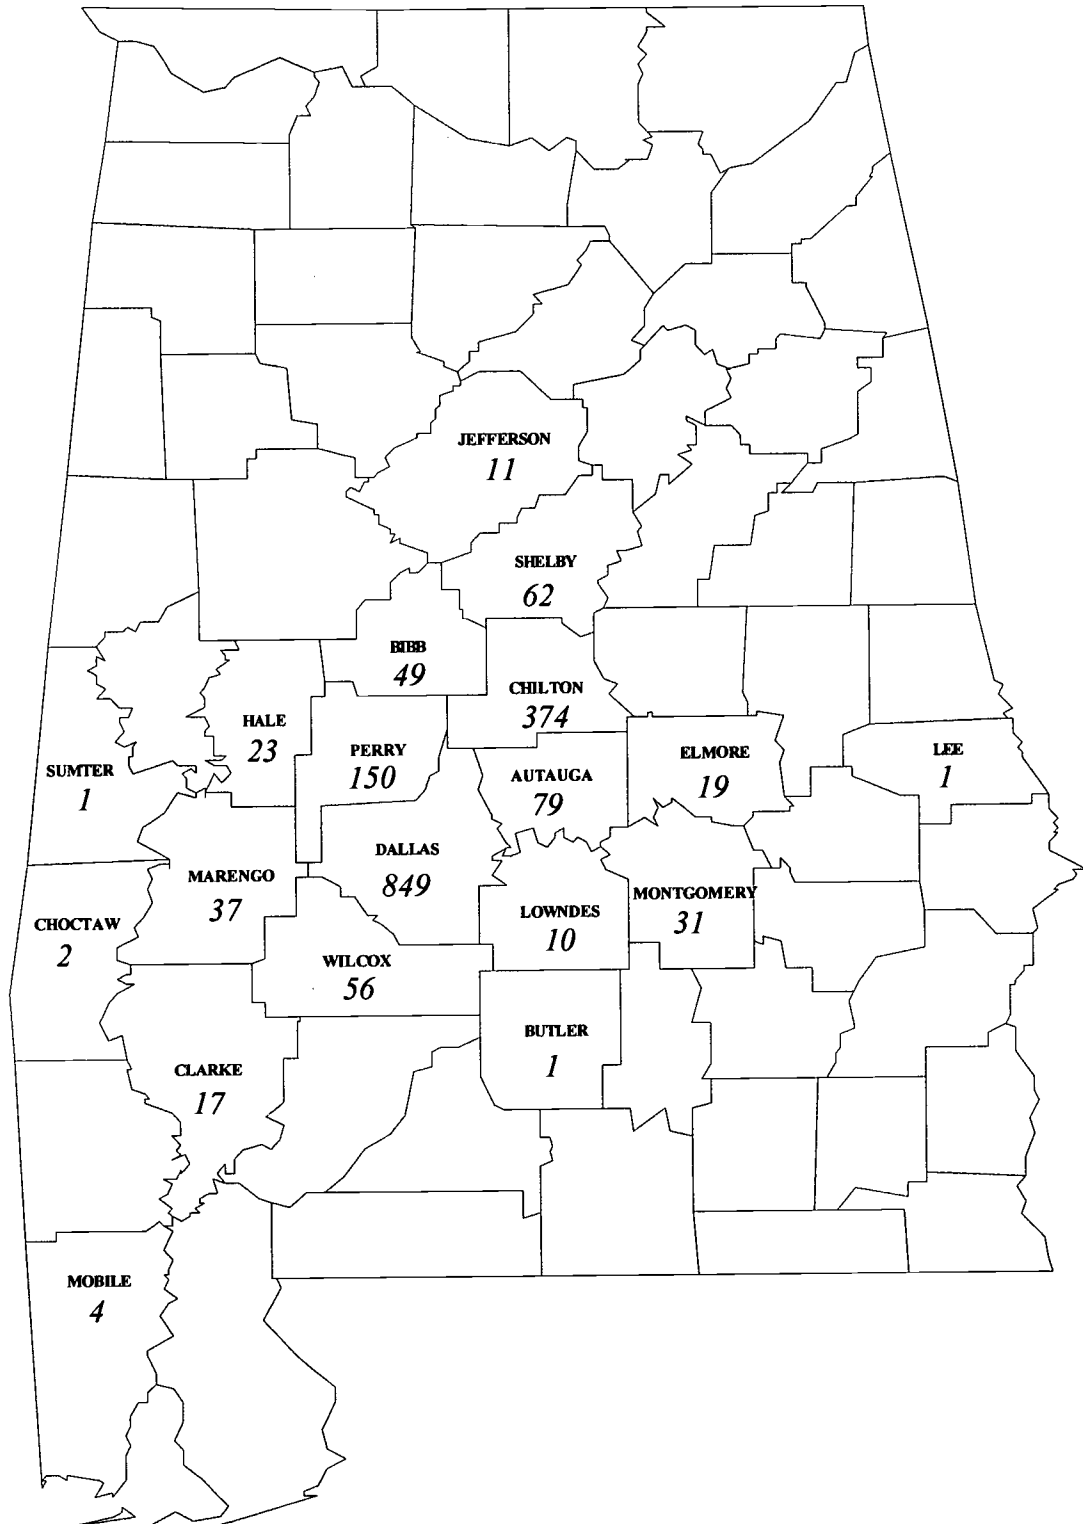 JEFFERSON
11
SHELBY
62
BIBB
49
CHILTON
374
HALE
23
PERRY
150
ELMORE
19
LEE
1
SUMTER
1
AUTAUGA
79
DALLAS
849
MARENGO
37
MONTGOMERY
31
LOWNDES
10
CHOCTAW
2
WILCOX
56
BUTLER
1
CLARKE
17
MOBILE
4